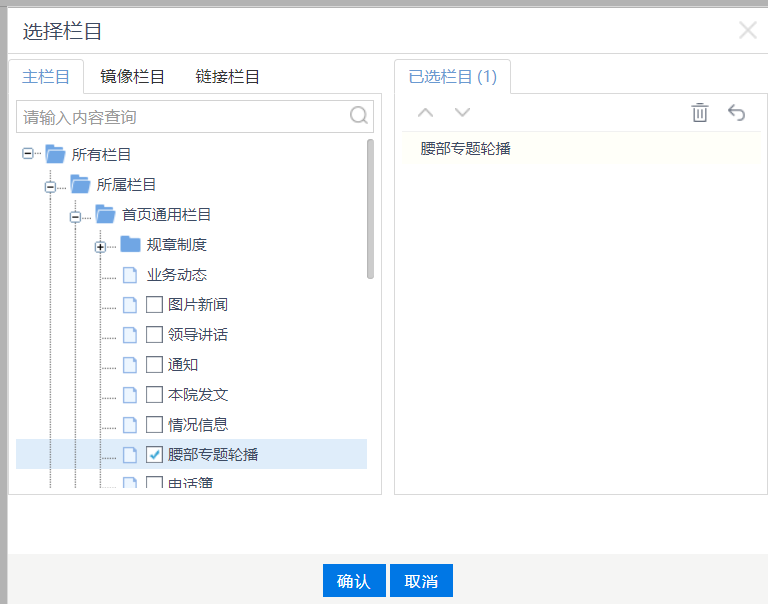 选择栏目
主栏目
镜像栏目
链接栏目
已选栏目 (1)
请输入内容查询
腰部专题轮播
所有栏目
所属栏目
首页通用栏目
规章制度
业务动态
图片新闻
领导讲话
通知
本院发文
情况信息
腰部专题轮播
电话簿
确认
取消